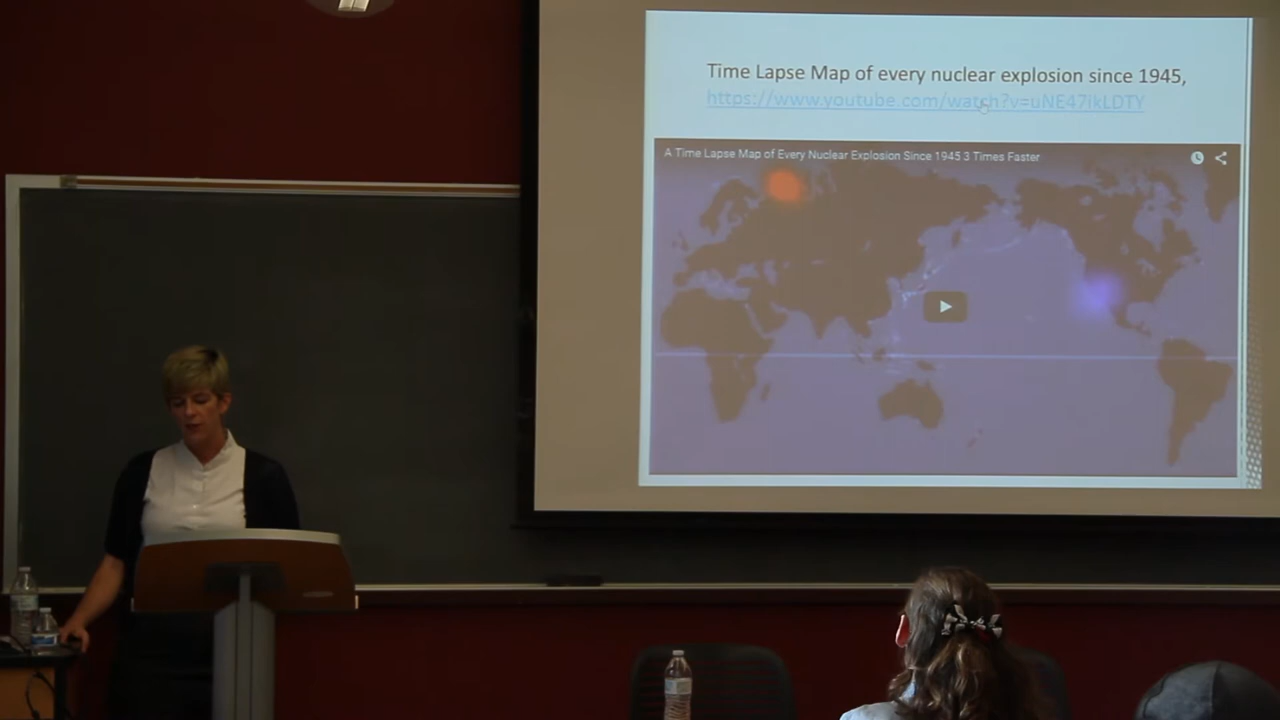 Time Lapse Map of every nuclear explosion since 1945,
https://www.youtube.com/watch?v=uNE47ikLDTY
A Time Lapse Map of Every Nuclear Explosion Since 1945 3 Times Faster